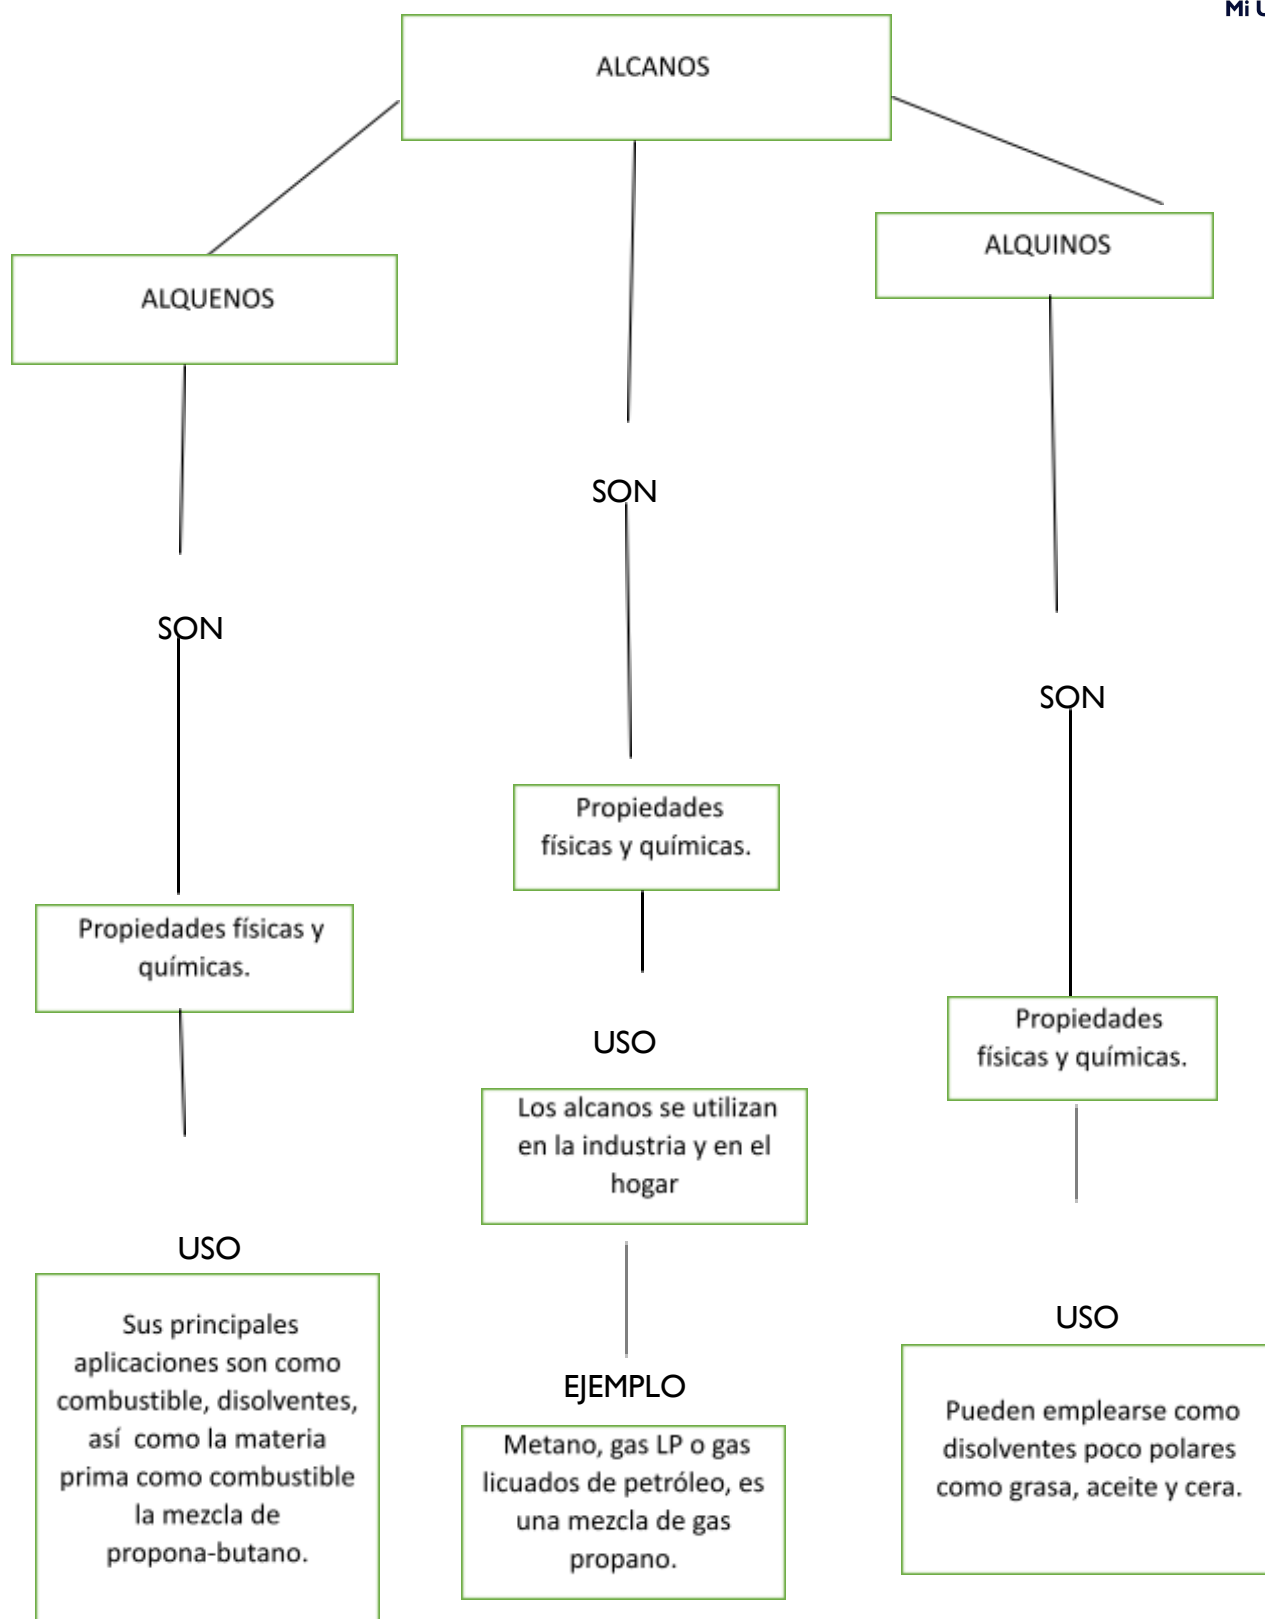 Mi U
ALCANOS
ALQUENOS
ALQUINOS
SON
SON
SON
Propiedades
físicas y químicas.
Propiedades físicas y
químicas.
Propiedades
físicas y químicas.
USO
Los alcanos se utilizan
en la industria y en el
hogar
USO
Sus principales
aplicaciones son como
combustible, disolventes,
así como la materia
prima como combustible
la mezcla de
propona-butano.
EJEMPLO
Metano, gas LP o gas
licuados de petróleo, es
una mezcla de gas
propano.
USO
Pueden emplearse como
disolventes poco polares
como grasa, aceite y cera.